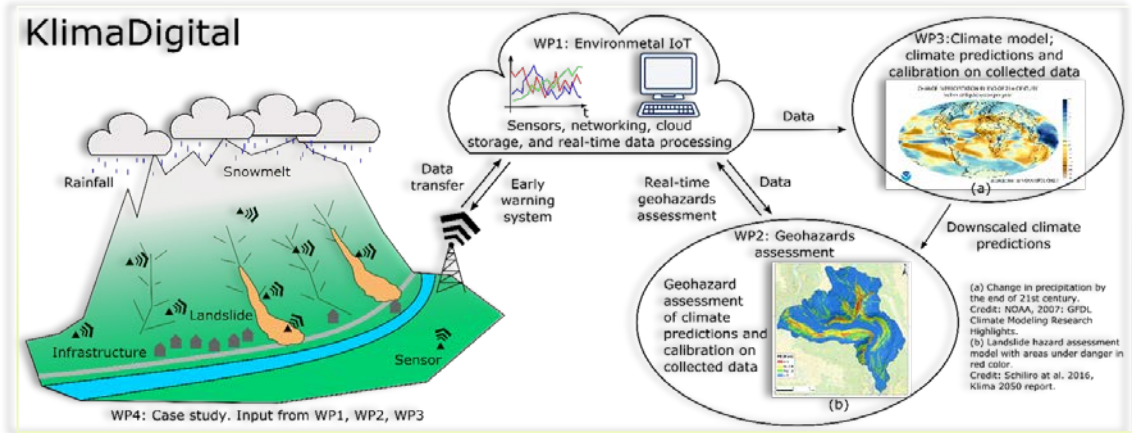 KlimaDigital
Rainfall
Snowmelt
Landslide
Infrastructure
Sensor
WP4: Case study. Input from WP1, WP2, WP3
Data
transfer
Early
warning
system
WP1: Environmetal IoT
t
Sensors, networking, cloud
storage, and real-time data processing
Data
WP3:Climate model;
climate predictions and
calibration on collected
data
(a)
Real-time
geohazards
assessment
Data
Downscaled climate
predictions
WP2: Geohazards
assessment
Geohazard
assessment
of climate
predictions and
calibration on
collected data
(b)
(a) Change in precipitation by
the end of 21st century.
Credit: NOAA, 2007: GFDL
Climate Modeling Research
Highlights.
(b) Landslide hazard assessment
model with areas under danger in
red color.
Credit: Schiliro at al. 2016,
Klima 2050 report.